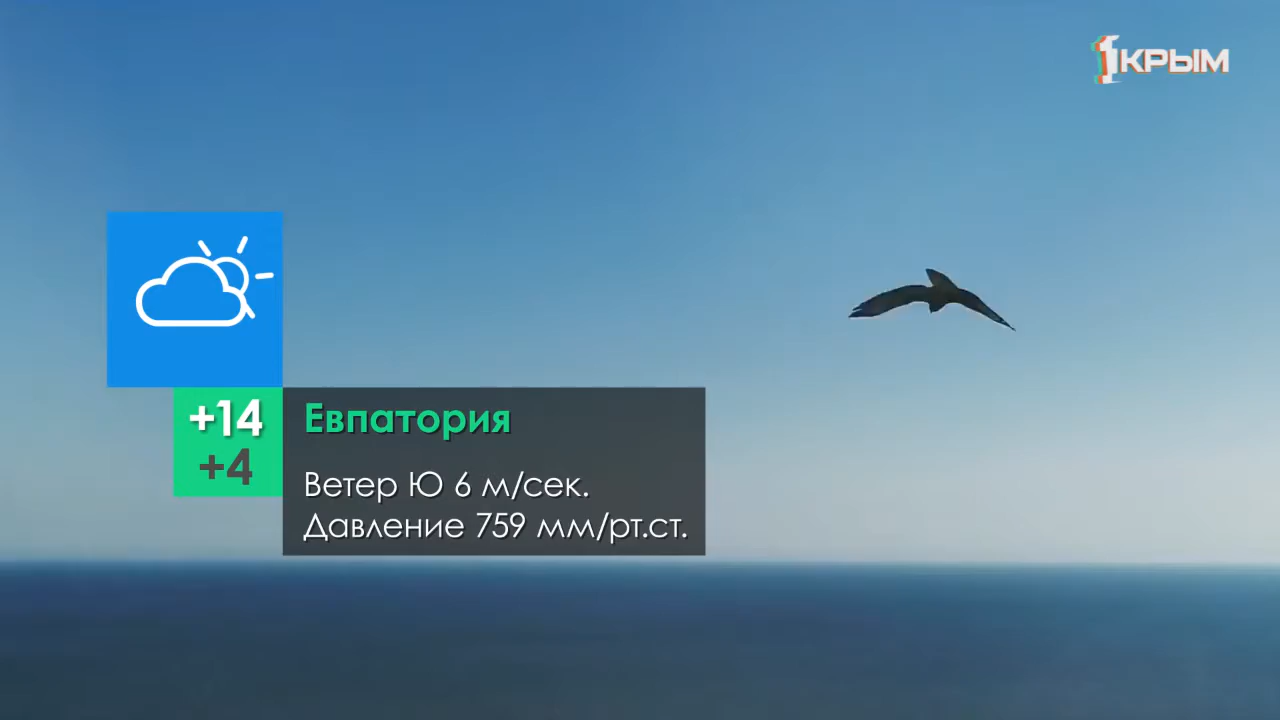 1КРЫМ
+14
+4
Евпатория
Ветер Ю 6 м/сек.
Давление 759 мм/рт.ст.